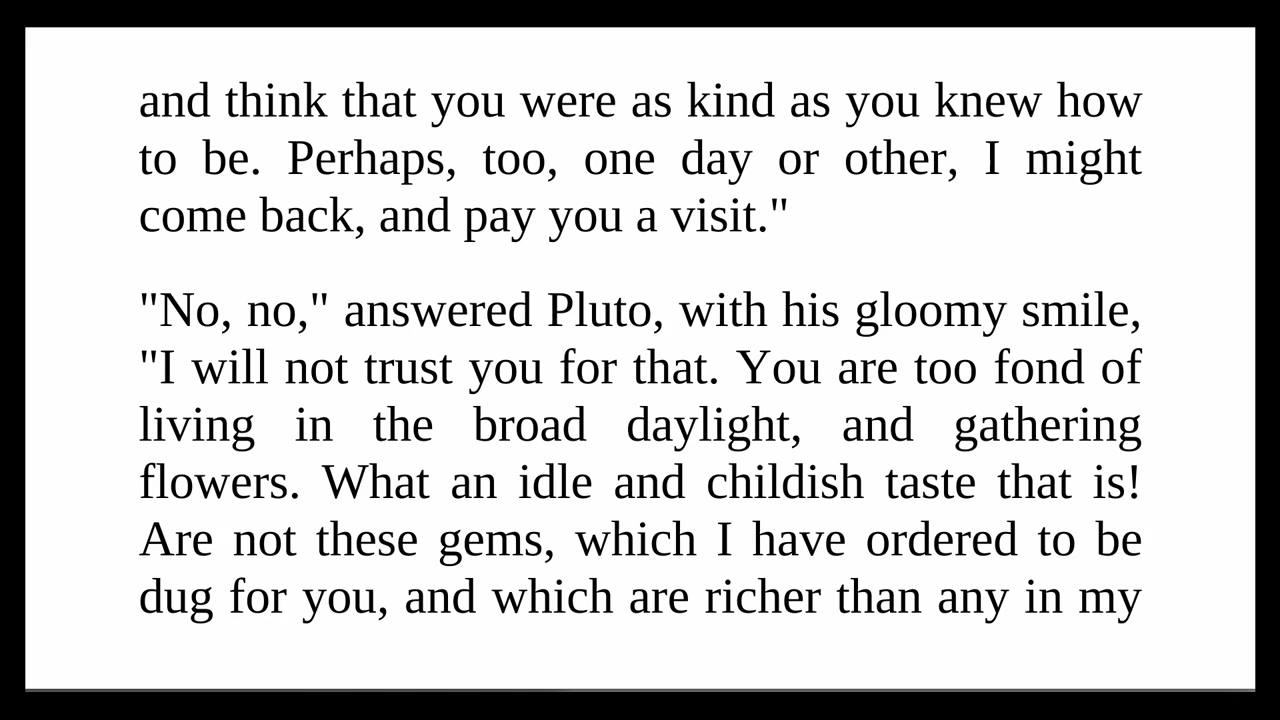 and think that you were as kind as you knew how
to be. Perhaps, too, one day or other, I might
come back, and pay you a visit."
"No, no," answered Pluto, with his gloomy smile,
"I will not trust you for that. You are too fond of
living in the broad daylight, and gathering
flowers. What an idle and childish taste that is!
Are not these gems, which I have ordered to be
dug for you, and which are richer than any in my